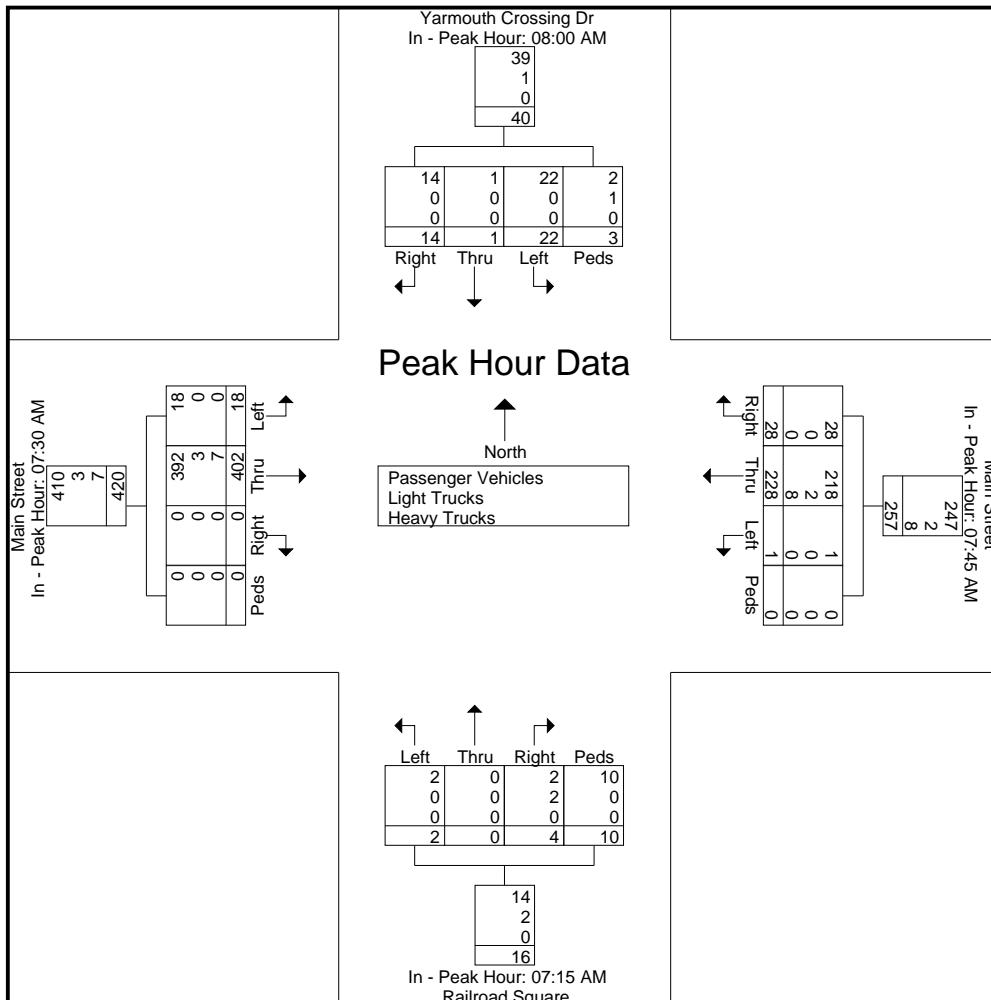 Yarmouth Crossing Dr
In - Peak Hour: 08:00 AM
39
1
0
40
14 1 22 2
0 0 0 1
0 0 0 0
14 1 22 3
Right Thru Left Peds
Peak Hour Data
North
Passenger Vehicles
Light Trucks
Heavy Trucks
Main Street
In - Peak Hour: 07:30 AM
410
3
7
420
18 0 0 18 Left
392 3 7 402 Thru
0 0 0 0 Right
0 0 0 0 Peds
Main Street
In - Peak Hour: 07:45 AM
247
2
8
257
Right 28 0 0 28
Thru 228 8 2 218
Left 1 0 0 1
Peds 0 0 0 0
Left Thru Right Peds
2 0 2 10
0 0 2 0
0 0 0 0
2 0 4 10
14
2
0
16
In - Peak Hour: 07:15 AM
Railroad Square